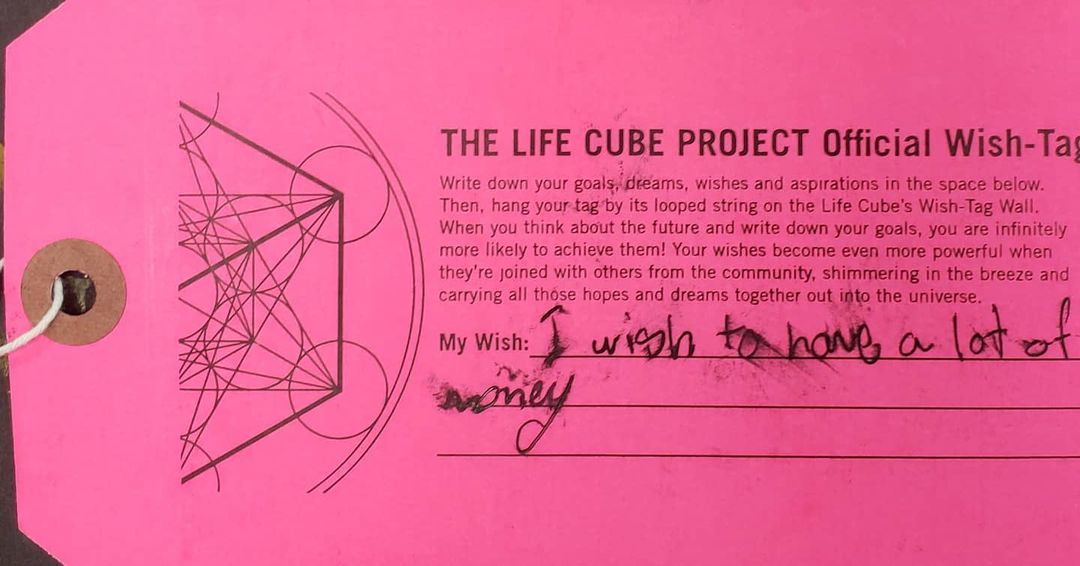 THE LIFE CUBE PROJECT Official Wish-Tag
Write down your goals, dreams, wishes and aspirations in the space below.
Then, hang your tag by its looped string on the Life Cube's Wish-Tag Wall.
When you think about the future and write down your goals, you are infinitely
more likely to achieve them! Your wishes become even more powerful when
they're joined with others from the community, shimmering in the breeze and
carrying all those hopes and dreams together out into the universe.
My Wish: I wish to have a lot of
money